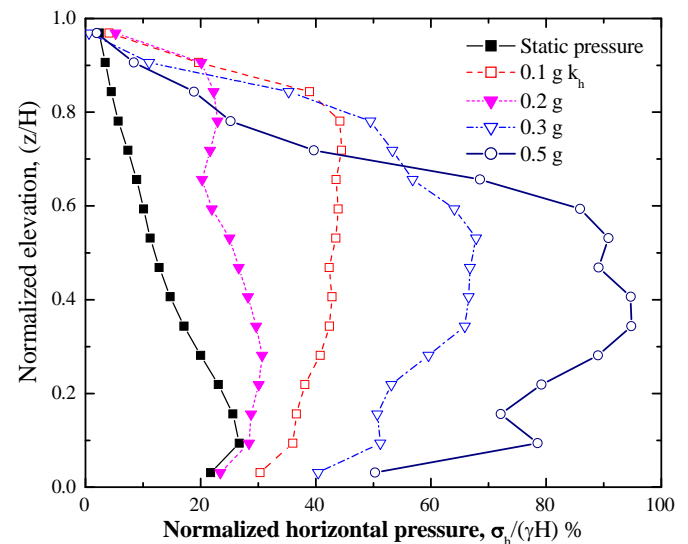 Normalized elevation, (z/H)
1.0
0.8
0.6
0.4
0.2
0.0
Static pressure
0.1 g kh
0.2 g
0.3 g
0.5 g
0 20 40 60 80 100
Normalized horizontal pressure, σh/(γH) %